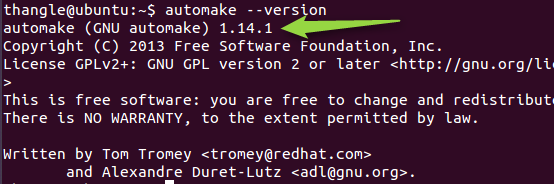 thangle@ubuntu:~$ automake --version
automake (GNU automake) 1.14.1
Copyright (C) 2013 Free Software Foundation, Inc.
License GPLv2+: GNU GPL version 2 or later <http://gnu.org/lic
>
This is free software: you are free to change and redistribute
There is NO WARRANTY, to the extent permitted by law.
Written by Tom Tromey <tromey@redhat.com>
and Alexandre Duret-Lutz <adl@gnu.org>.